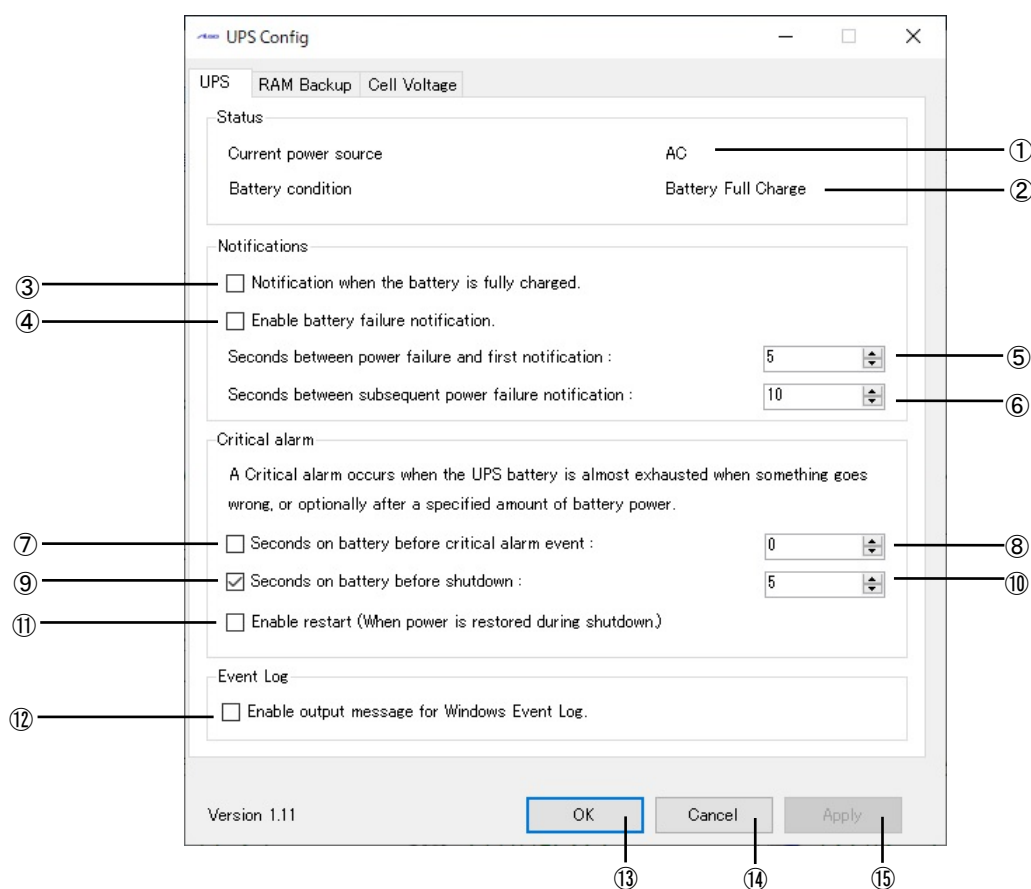 UPS Config
UPS RAM Backup Cell Voltage
Status
Current power source AC ①
Battery condition Battery Full Charge ②
Notifications
③ Notification when the battery is fully charged.
④ Enable battery failure notification.
Seconds between power failure and first notification : 5 ⑤
Seconds between subsequent power failure notification : 10 ⑥
Critical alarm
A Critical alarm occurs when the UPS battery is almost exhausted when something goes
wrong, or optionally after a specified amount of battery power.
⑦ Seconds on battery before critical alarm event : 0 ⑧
⑨ Seconds on battery before shutdown : 5 ⑩
⑪ Enable restart (When power is restored during shutdown.)
Event Log
⑫ Enable output message for Windows Event Log.
Version 1.11 OK Cancel Apply
⑬ ⑭ ⑮